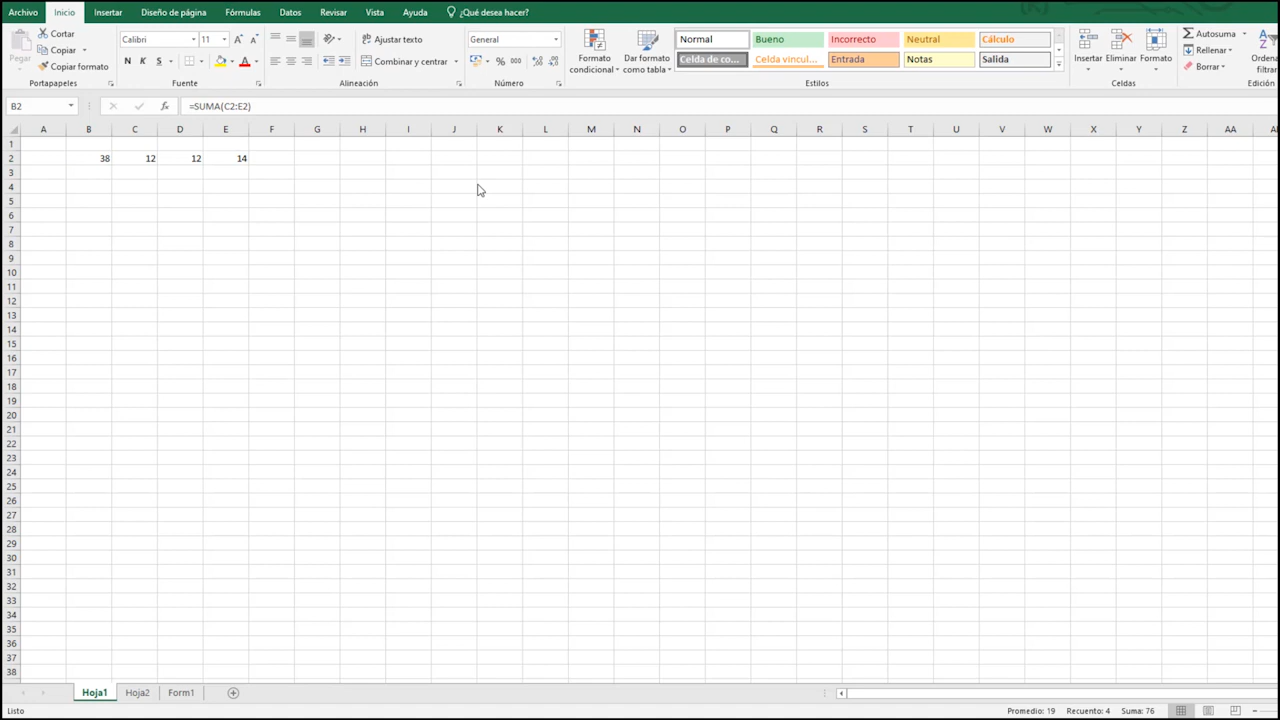 Archivo Inicio Insertar Diseño de página Fórmulas Datos Revisar Vista Ayuda ¿Qué desea hacer?
Pegar
Cortar
Copiar
Copiar formato
Portapapeles
Calibri 11
N K S
Fuente
Ajustar texto
Combinar y centrar
Alineación
General
% 000
Número
Formato
condicional
Dar formato
como tabla
Normal Bueno Incorrecto Neutral Cálculo
Celda de co... Celda vincul... Entrada Notas Salida
Estilos
Insertar Eliminar Formato
Celdas
Autosuma
Rellenar
Borrar
Ordena
filtrar
Edición
B2 fx =SUMA(C2:E2)
A B C D E F G H I J K L M N O P Q R S T U V W X Y Z AA
1
2 38 12 12 14
3
4
5
6
7
8
9
10
11
12
13
14
15
16
17
18
19
20
21
22
23
24
25
26
27
28
29
30
31
32
33
34
35
36
37
38
Hoja1 Hoja2 Form1
Listo Promedio: 19 Recuento: 4 Suma: 76